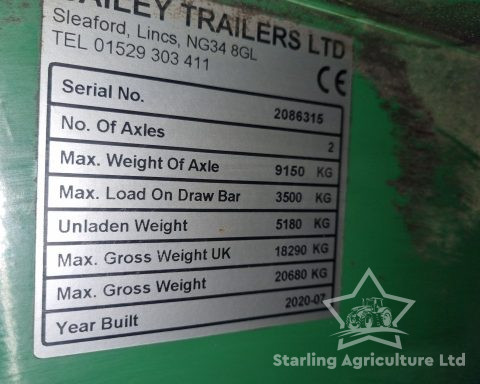 AILEY TRAILERS LTD
Sleaford, Lincs, NG34 8GL
TEL 01529 303 411
CE
Serial No. 2086315
No. Of Axles 2
Max. Weight Of Axle 9150 KG
Max. Load On Draw Bar 3500 KG
Unladen Weight 5180 KG
Max. Gross Weight UK 18290 KG
Max. Gross Weight 20680 KG
Year Built 2020-07
Starling Agriculture Ltd